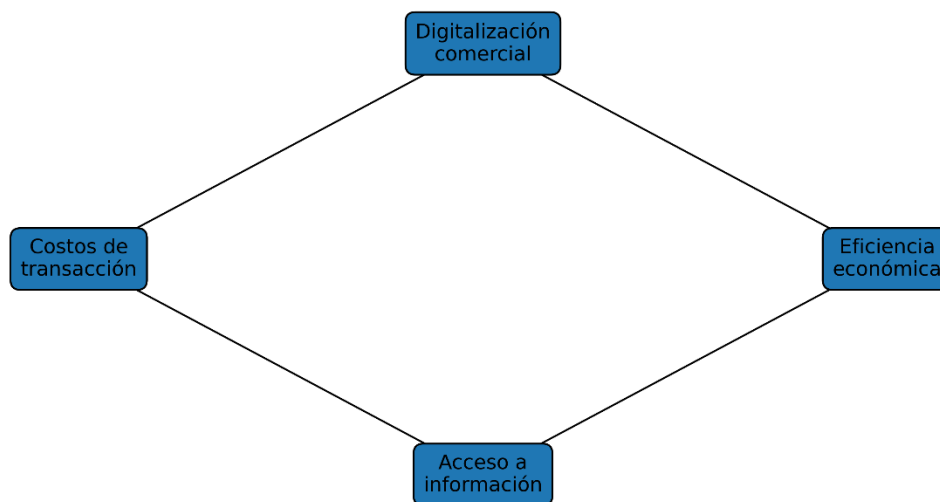 Digitalización
comercial
Costos de
transacción
Eficiencia
económica
Acceso a
información